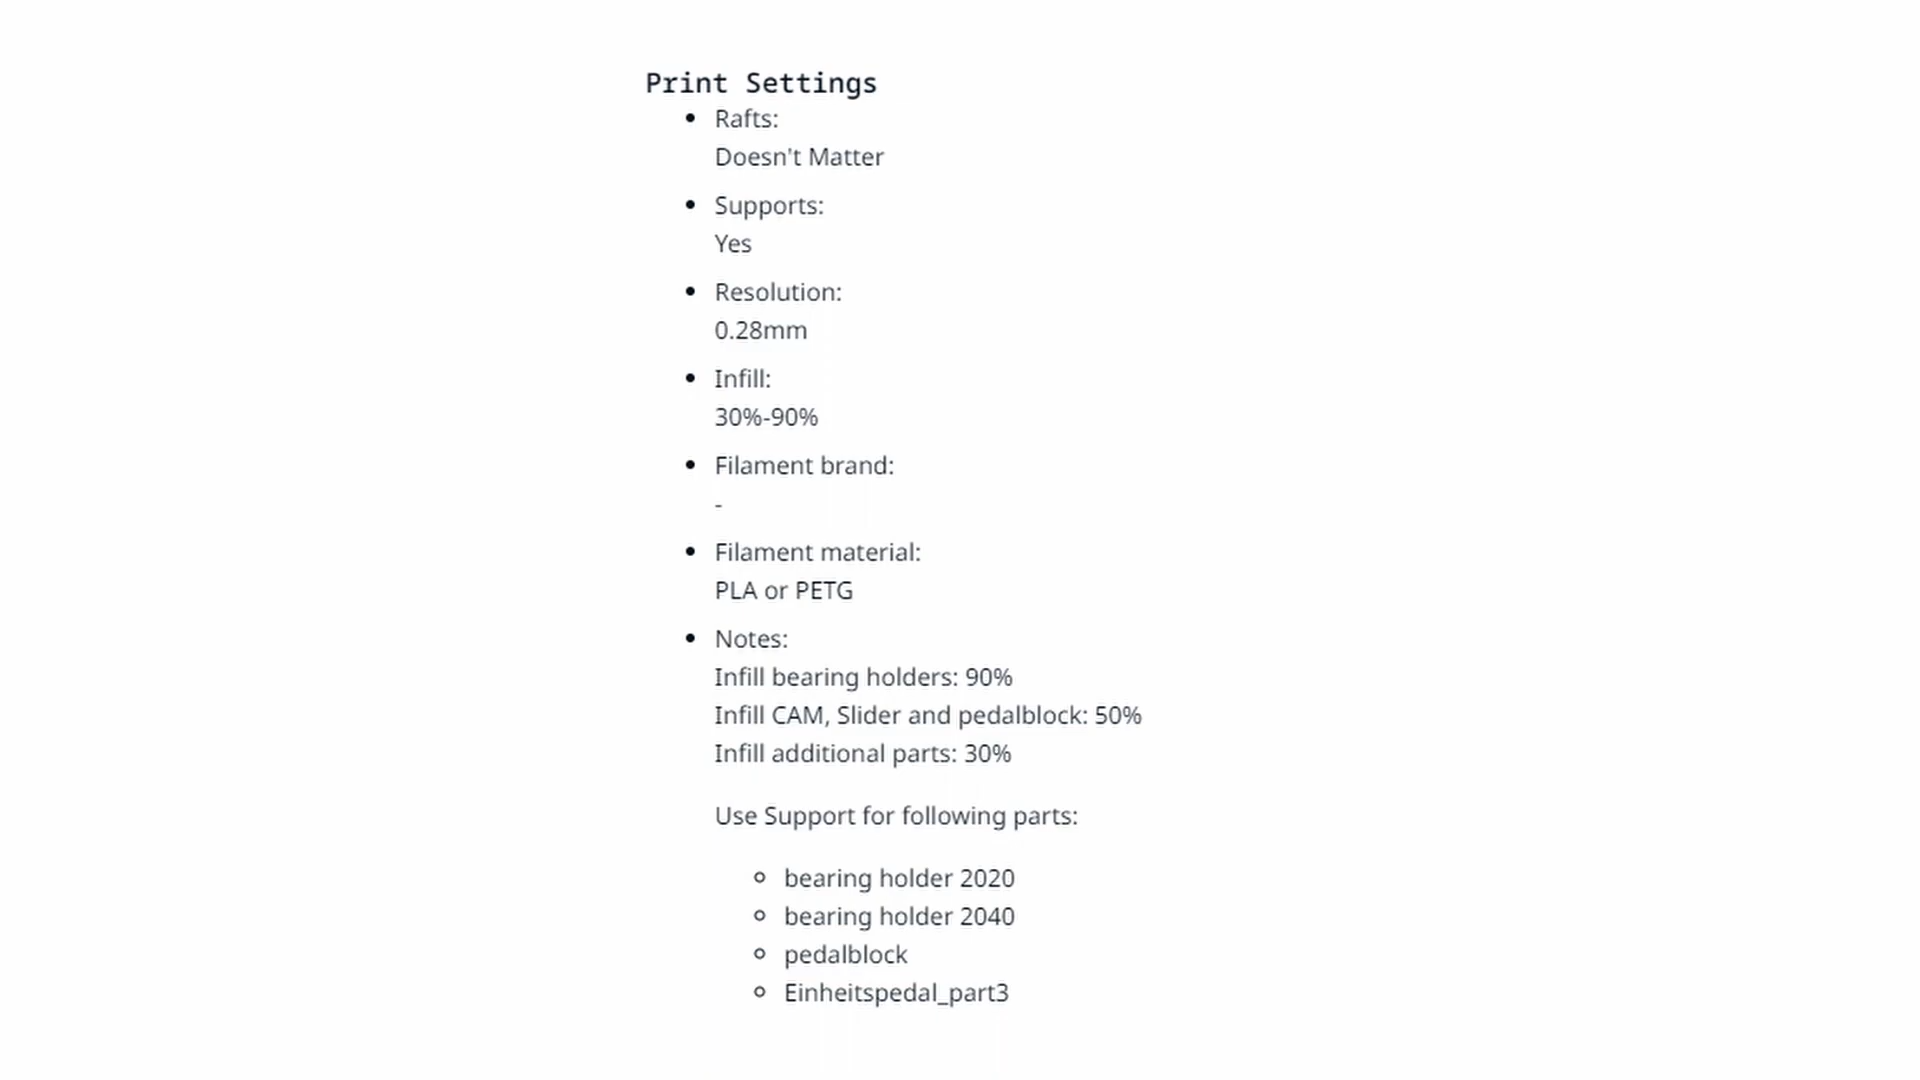 Print Settings
Rafts:
Doesn't Matter
Supports:
Yes
Resolution:
0.28mm
Infill:
30%-90%
Filament brand:
-
Filament material:
PLA or PETG
Notes:
Infill bearing holders: 90%
Infill CAM, Slider and pedalblock: 50%
Infill additional parts: 30%
Use Support for following parts:
bearing holder 2020
bearing holder 2040
pedalblock
Einheitspedal_part3